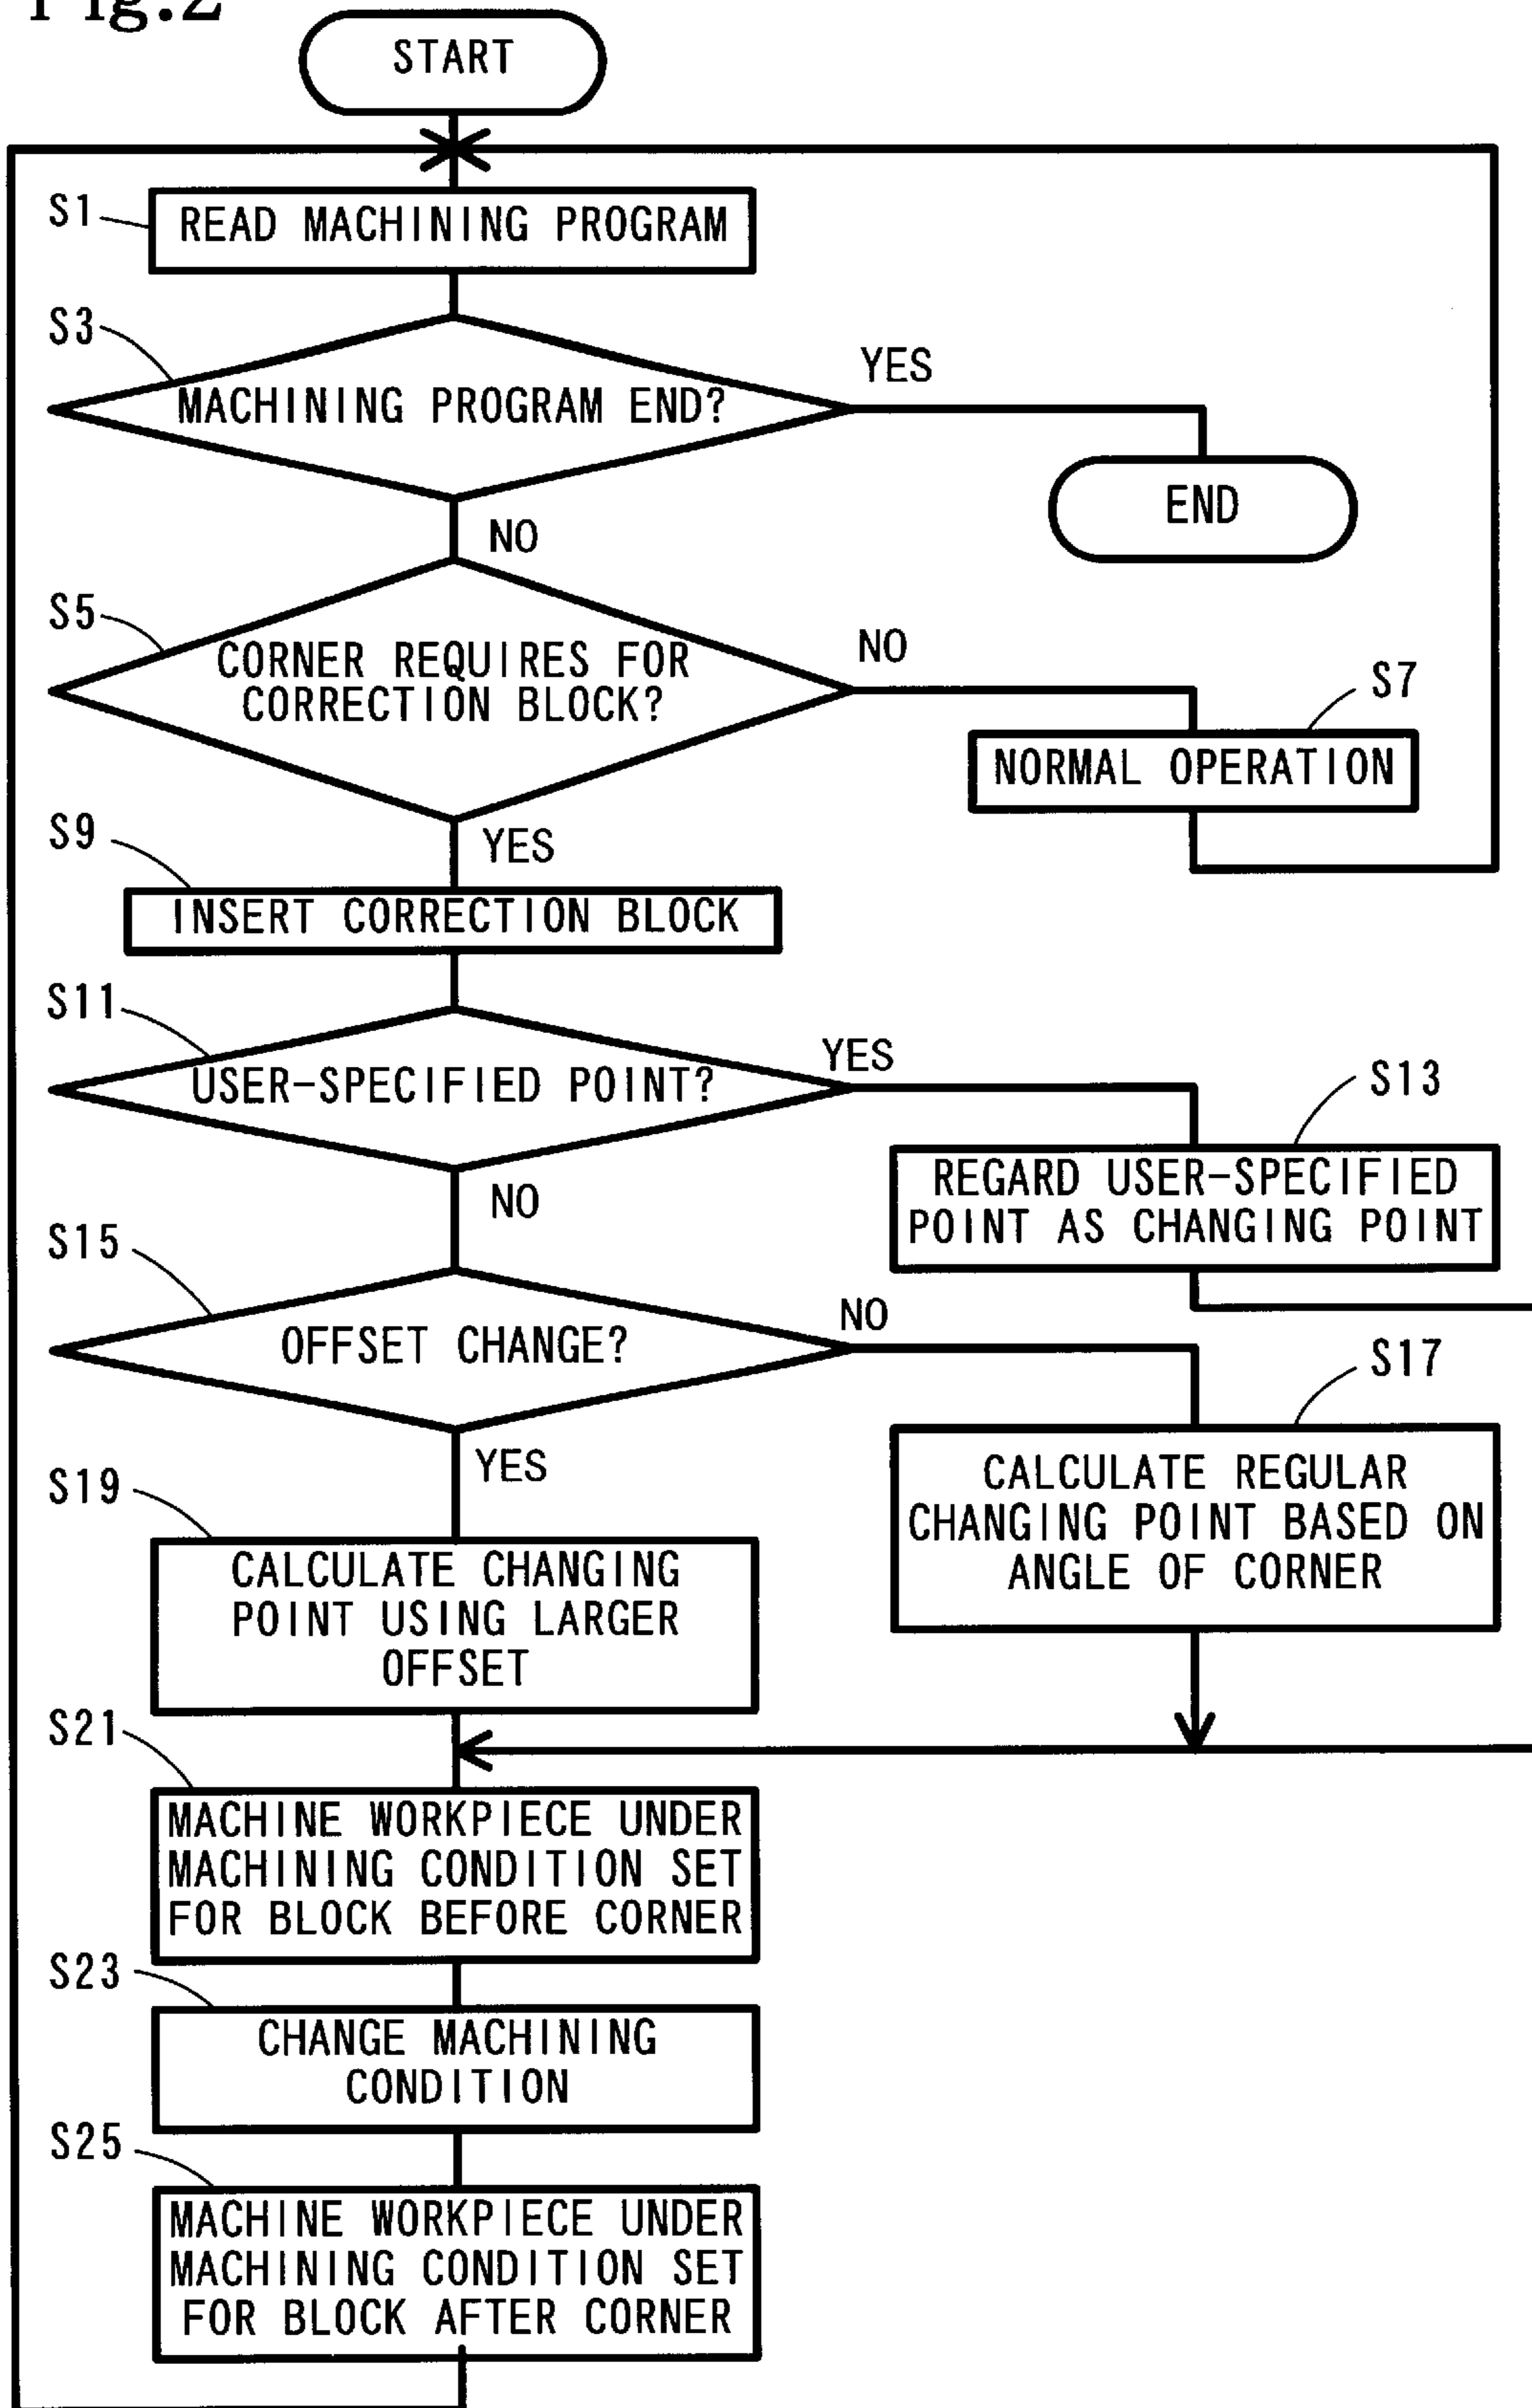 Fig.2
START
S1
READ MACHINING PROGRAM
S3
MACHINING PROGRAM END?
YES
END
NO
S5
CORNER REQUIRES FOR
CORRECTION BLOCK?
NO
S7
NORMAL OPERATION
YES
S9
INSERT CORRECTION BLOCK
S11
USER-SPECIFIED POINT?
YES
S13
REGARD USER-SPECIFIED
POINT AS CHANGING POINT
NO
S15
OFFSET CHANGE?
NO
S17
CALCULATE REGULAR
CHANGING POINT BASED ON
ANGLE OF CORNER
YES
S19
CALCULATE CHANGING
POINT USING LARGER
OFFSET
S21
MACHINE WORKPIECE UNDER
MACHINING CONDITION SET
FOR BLOCK BEFORE CORNER
S23
CHANGE MACHINING
CONDITION
S25
MACHINE WORKPIECE UNDER
MACHINING CONDITION SET
FOR BLOCK AFTER CORNER